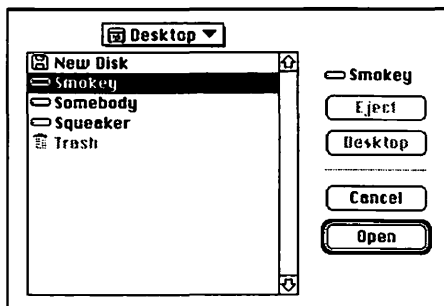 Desktop
New Disk
Smokey
Somebody
Squeaker
Trash
Smokey
Eject
Desktop
Cancel
Open